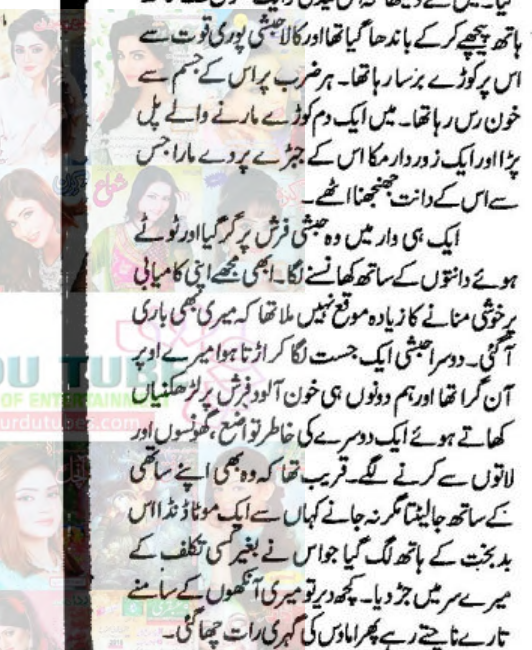 ہاتھ پیچھے کرکے باندھا گیا تھا اور کالا حبشی پوری قوت سے
اس پر کوڑے برسا رہا تھا۔ ہر ضرب پر اس کے جسم سے
خون رس رہا تھا۔ میں ایک دم کوڑے مارنے والے پل
پڑا اور ایک زوردار مکا اس کے جبڑے پر دے مارا جس
سے اس کے دانت جھنجھنا اٹھے۔
ایک ہی وار میں وہ حبشی فرش پر گر گیا اور ٹوٹے
ہوئے دانتوں کے ساتھ کھانسنے لگا۔ ابھی مجھے اپنی کامیابی
پر خوشی منانے کا زیادہ موقع نہیں ملا تھا کہ میری بھی باری
آ گئی۔ دوسرا حبشی ایک جست لگا کر اڑتا ہوا میرے اوپر
آن گرا تھا اور ہم دونوں ہی خون آلود فرش پر لڑھکنیاں
کھاتے ہوئے ایک دوسرے کی خاطر تواضع گھونسوں اور
لاتوں سے کرنے لگے۔ قریب تھا کہ وہ بھی اپنے ساتھی
کے ساتھ جا لیٹتا مگر نہ جانے کہاں سے ایک موٹا ڈنڈا اس
بدبخت کے ہاتھ لگ گیا جو اس نے بغیر کسی تکلف کے
میرے سر میں جڑ دیا۔ کچھ دیر تو میری آنکھوں کے سامنے
تارے ناچتے رہے پھر اماوس کی گہری رات چھا گئی۔
DU TUBE
OF ENTERTAINM
urdutubes.com